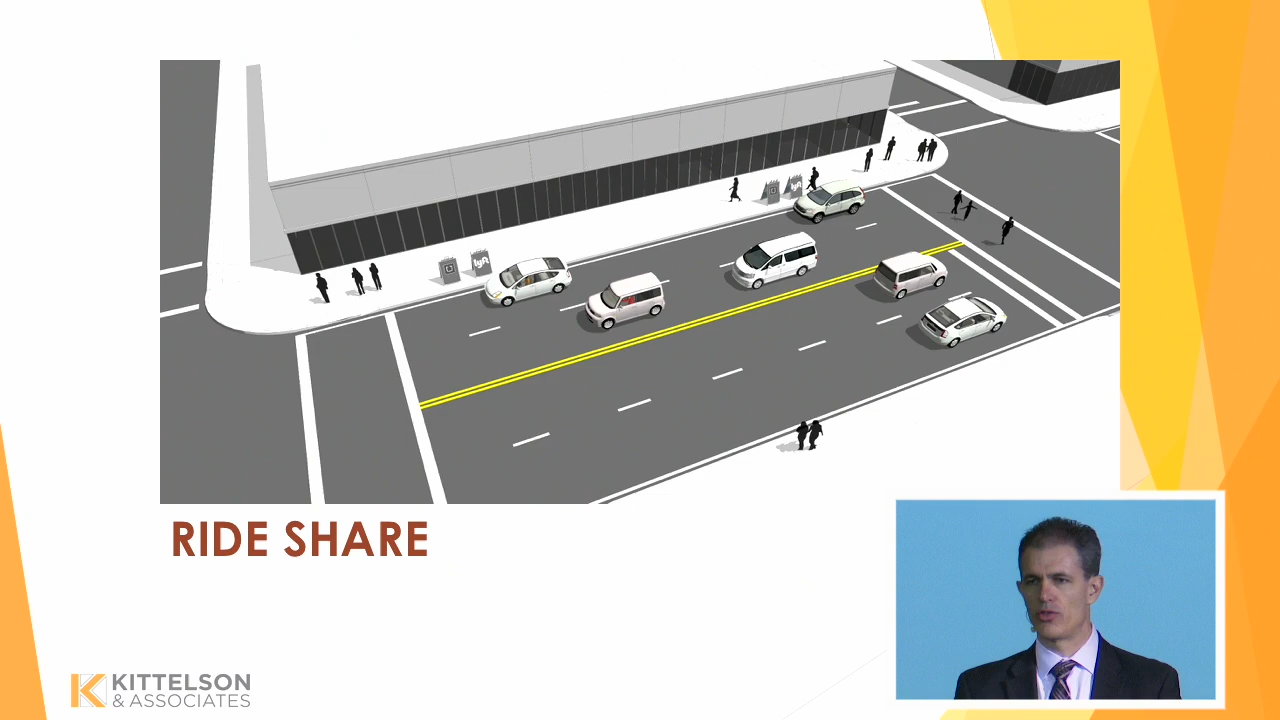 lyft
lyft
RIDE SHARE
KITTELSON
& ASSOCIATES